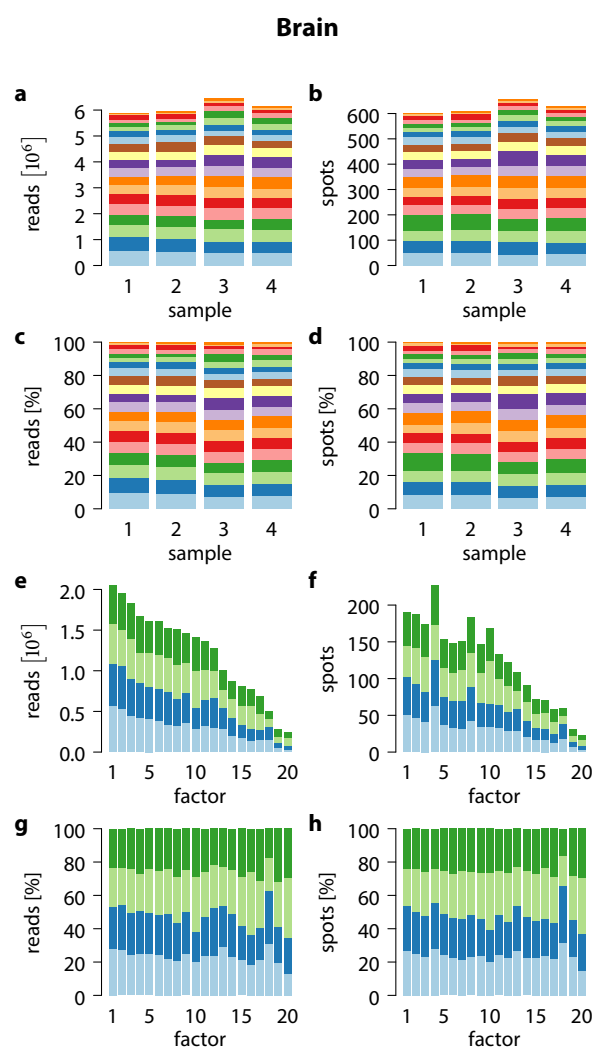 Brain
a
6
5
4
3
2
1
0
reads [10⁶]
1 2 3 4
sample
b
600
500
400
300
200
100
0
spots
1 2 3 4
sample
c
100
80
60
40
20
0
reads [%]
1 2 3 4
sample
d
100
80
60
40
20
0
spots [%]
1 2 3 4
sample
e
2.0
1.5
1.0
0.5
0.0
reads [10⁶]
1 5 10 15 20
factor
f
200
150
100
50
0
spots
1 5 10 15 20
factor
g
100
80
60
40
20
0
reads [%]
1 5 10 15 20
factor
h
100
80
60
40
20
0
spots [%]
1 5 10 15 20
factor